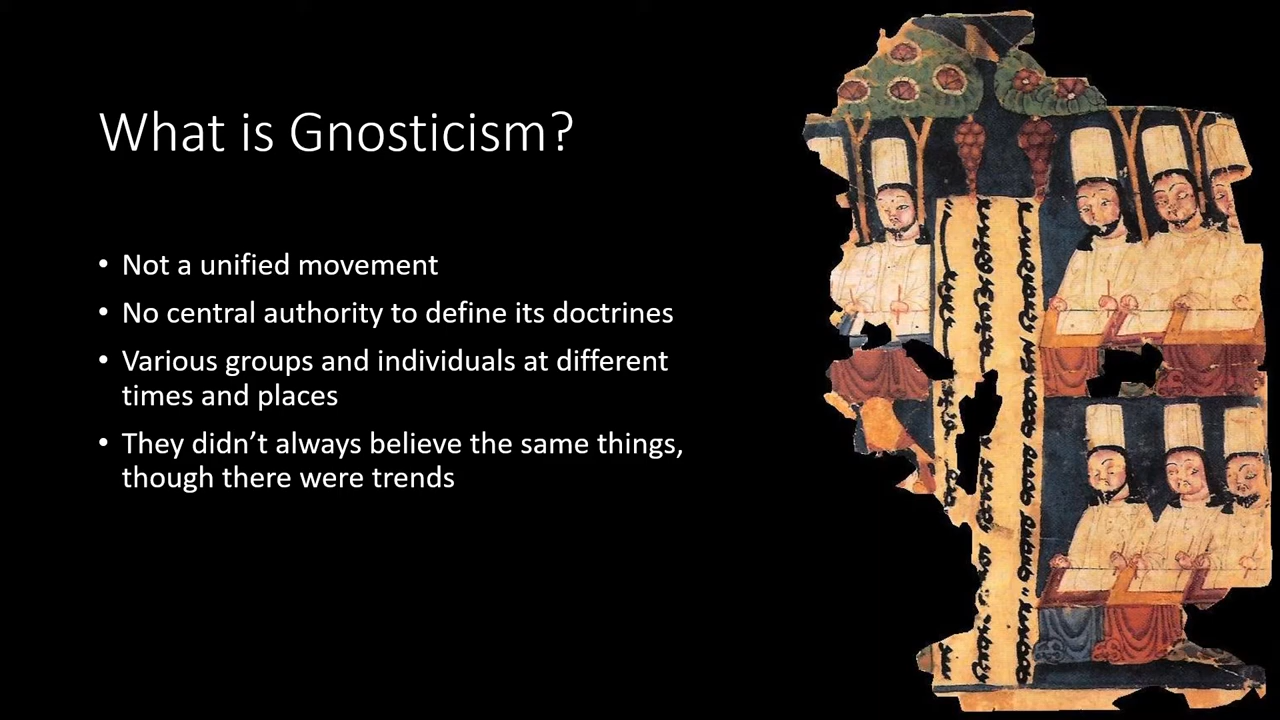 What is Gnosticism?
• Not a unified movement
• No central authority to define its doctrines
• Various groups and individuals at different
times and places
• They didn’t always believe the same things,
though there were trends